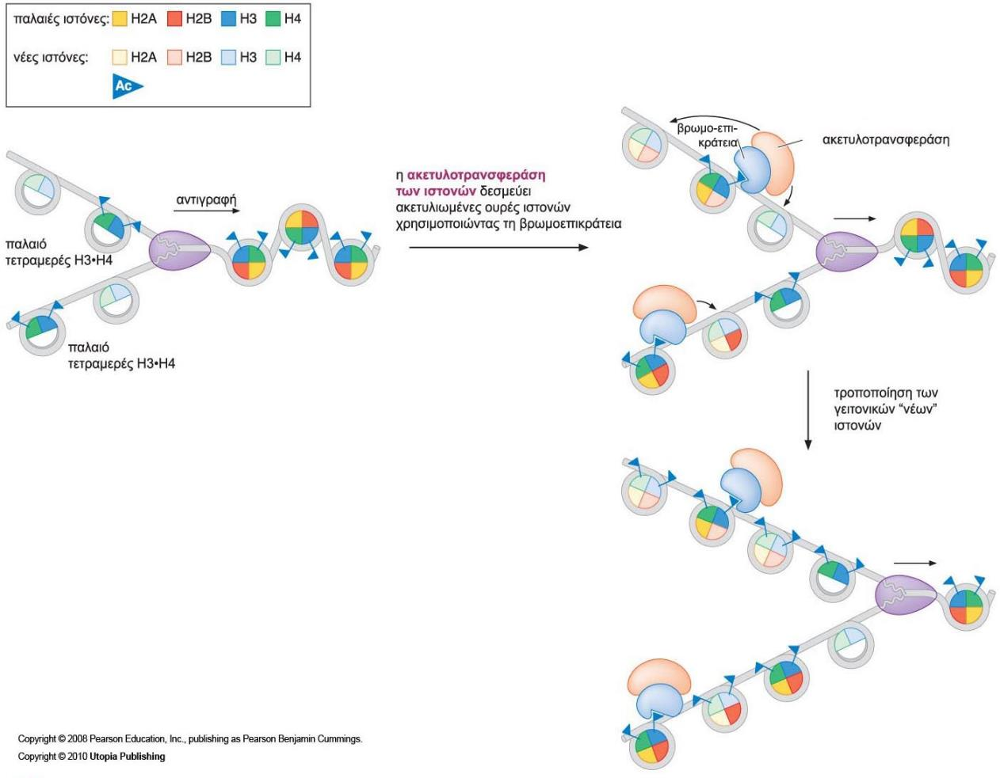 παλαιές ιστόνες: H2A H2B H3 H4
νέες ιστόνες: H2A H2B H3 H4
Ac
αντιγραφή
παλαιό
τετραμερές H3•H4
παλαιό
τετραμερές H3•H4
η ακετυλοτρανσφεράση
των ιστονών δεσμεύει
ακετυλιωμένες ουρές ιστονών
χρησιμοποιώντας τη βρωμοεπικράτεια
βρωμο-επι-
κράτεια
ακετυλοτρανσφεράση
τροποποίηση των
γειτονικών “νέων”
ιστονών
Copyright © 2008 Pearson Education, Inc., publishing as Pearson Benjamin Cummings.
Copyright © 2010 Utopia Publishing